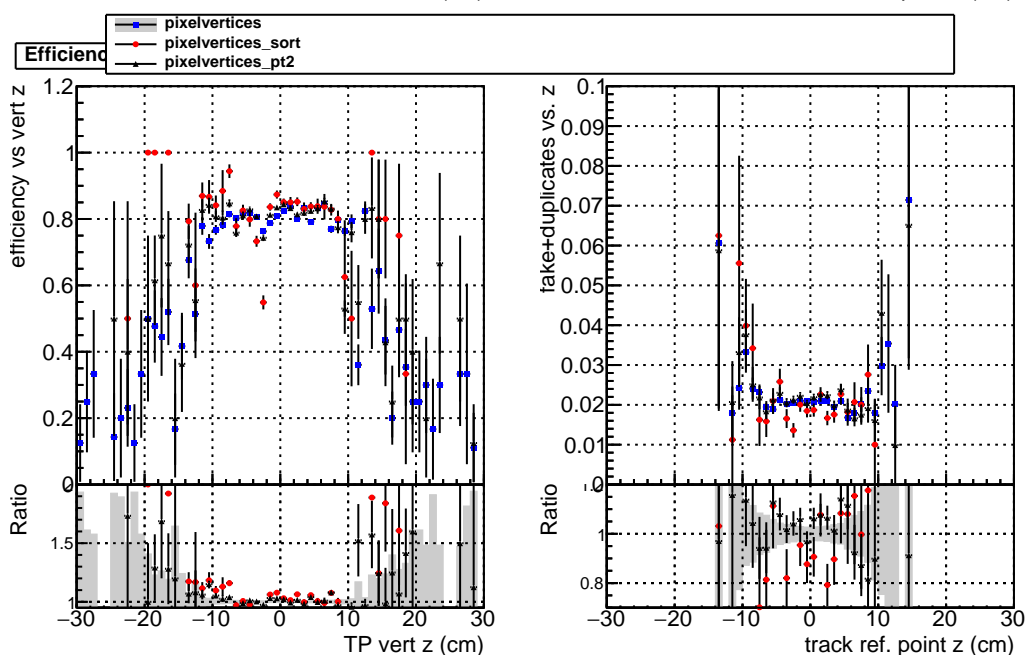 pixelvertices
pixelvertices_sort
pixelvertices_pt2
Efficienc
efficiency vs vert z
1.2
1
0.8
0.6
0.4
0.2
0
Ratio
1.5
1
−30 −20 −10 0 10 20 30
TP vert z (cm)
fake+duplicates vs. z
0.1
0.09
0.08
0.07
0.06
0.05
0.04
0.03
0.02
0.01
0
Ratio
1
0.8
−30 −20 −10 0 10 20 30
track ref. point z (cm)